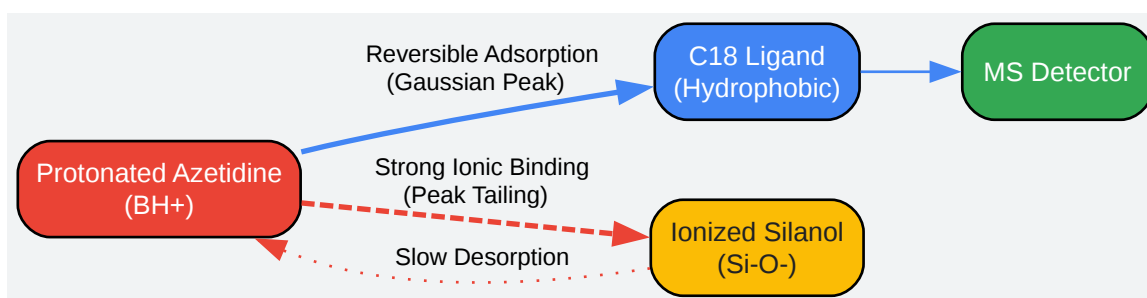 Reversible Adsorption
(Gaussian Peak)
C18 Ligand
(Hydrophobic)
MS Detector
Protonated Azetidine
(BH+)
Strong Ionic Binding
(Peak Tailing)
Ionized Silanol
(Si-O-)
Slow Desorption